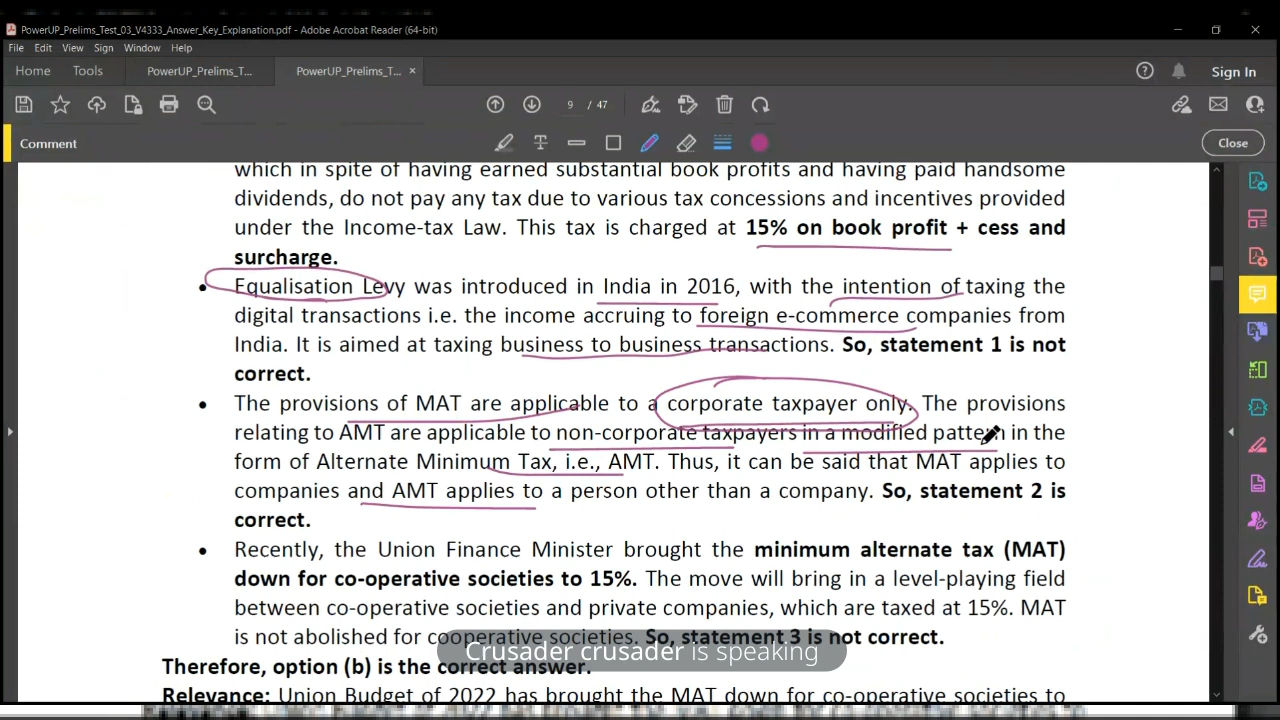 PowerUP_Prelims_Test_03_V4333_Answer_Key_Explanation.pdf - Adobe Acrobat Reader (64-bit)
File Edit View Sign Window Help
Home Tools PowerUP_Prelims_T... PowerUP_Prelims_T... × Sign In
9 / 47
Comment Close
which in spite of having earned substantial book profits and having paid handsome
dividends, do not pay any tax due to various tax concessions and incentives provided
under the Income-tax Law. This tax is charged at 15% on book profit + cess and
surcharge.
• Equalisation Levy was introduced in India in 2016, with the intention of taxing the
digital transactions i.e. the income accruing to foreign e-commerce companies from
India. It is aimed at taxing business to business transactions. So, statement 1 is not
correct.
• The provisions of MAT are applicable to a corporate taxpayer only. The provisions
relating to AMT are applicable to non-corporate taxpayers in a modified pattern in the
form of Alternate Minimum Tax, i.e., AMT. Thus, it can be said that MAT applies to
companies and AMT applies to a person other than a company. So, statement 2 is
correct.
• Recently, the Union Finance Minister brought the minimum alternate tax (MAT)
down for co-operative societies to 15%. The move will bring in a level-playing field
between co-operative societies and private companies, which are taxed at 15%. MAT
is not abolished for cooperative societies. So, statement 3 is not correct.
Crusader crusader is speaking
Therefore, option (b) is the correct answer.
Relevance: Union Budget of 2022 has brought the MAT down for co-operative societies to